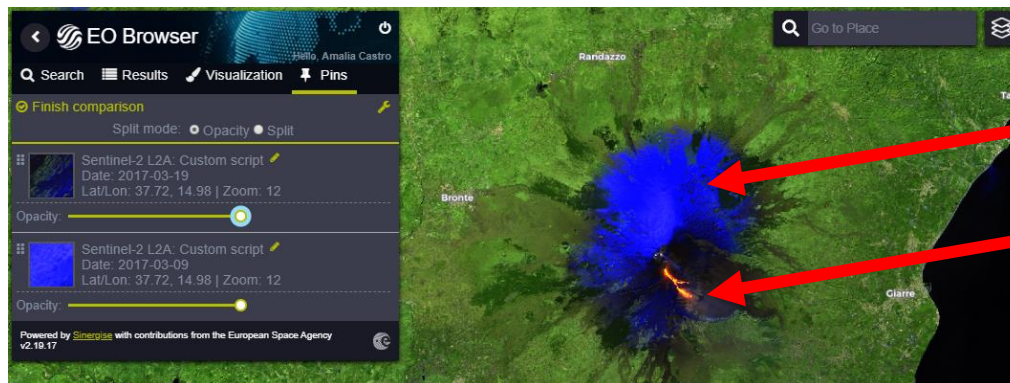 EO Browser
Hello, Amalia Castro
Search Results Visualization Pins
Finish comparison
Split mode: Opacity Split
Sentinel-2 L2A: Custom script
Date: 2017-03-19
Lat/Lon: 37.72, 14.98 | Zoom: 12
Opacity:
Sentinel-2 L2A: Custom script
Date: 2017-03-09
Lat/Lon: 37.72, 14.98 | Zoom: 12
Opacity:
Powered by Sinergise with contributions from the European Space Agency
v2.19.17
Go to Place
Randazzo
Ta
Bronte
Giarre